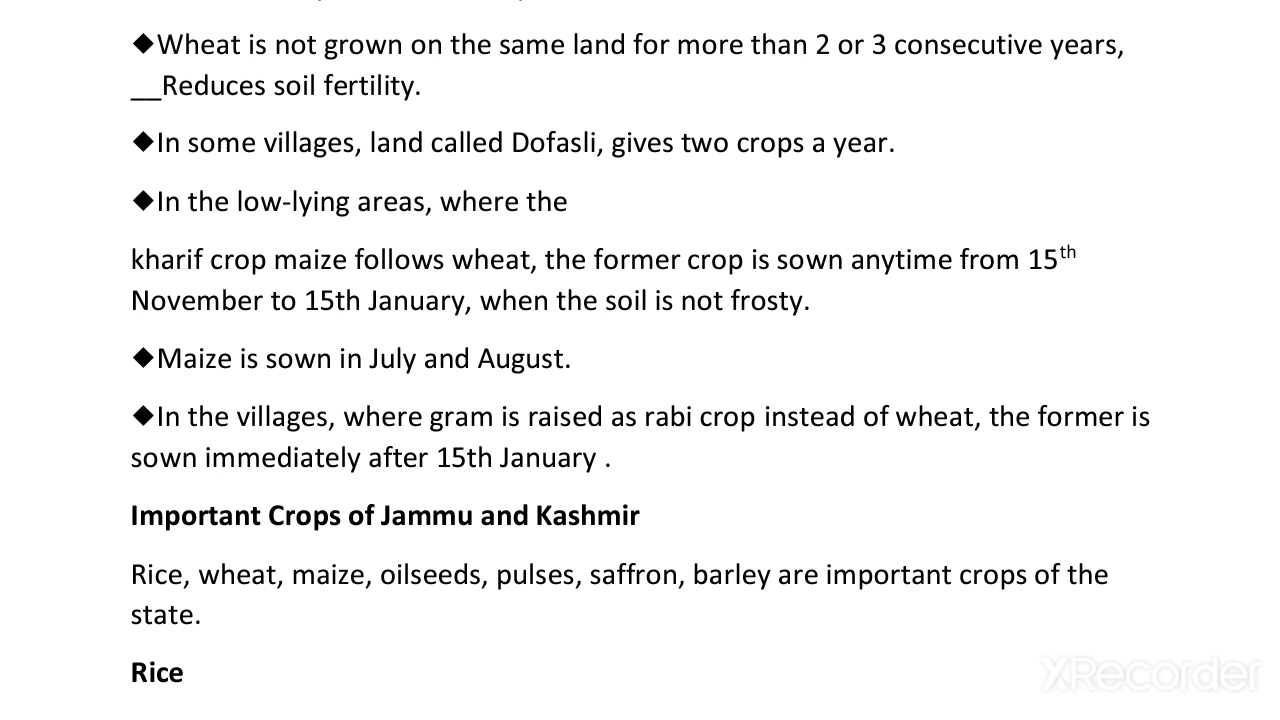 ◆Wheat is not grown on the same land for more than 2 or 3 consecutive years,
__Reduces soil fertility.
◆In some villages, land called Dofasli, gives two crops a year.
◆In the low-lying areas, where the
kharif crop maize follows wheat, the former crop is sown anytime from 15th
November to 15th January, when the soil is not frosty.
◆Maize is sown in July and August.
◆In the villages, where gram is raised as rabi crop instead of wheat, the former is
sown immediately after 15th January .
Important Crops of Jammu and Kashmir
Rice, wheat, maize, oilseeds, pulses, saffron, barley are important crops of the
state.
Rice
XRecorder